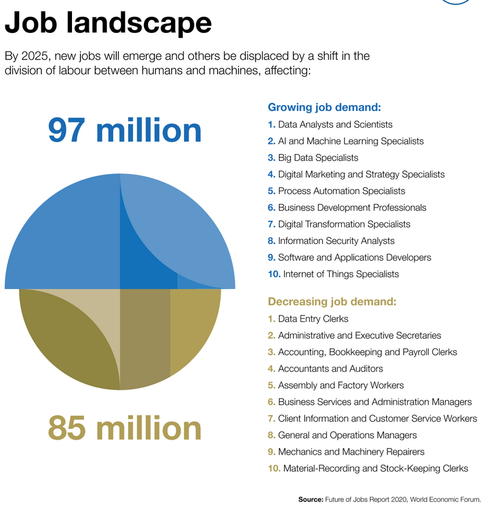 Job landscape
By 2025, new jobs will emerge and others be displaced by a shift in the
division of labour between humans and machines, affecting:
97 million
85 million
Growing job demand:
1. Data Analysts and Scientists
2. AI and Machine Learning Specialists
3. Big Data Specialists
4. Digital Marketing and Strategy Specialists
5. Process Automation Specialists
6. Business Development Professionals
7. Digital Transformation Specialists
8. Information Security Analysts
9. Software and Applications Developers
10. Internet of Things Specialists
Decreasing job demand:
1. Data Entry Clerks
2. Administrative and Executive Secretaries
3. Accounting, Bookkeeping and Payroll Clerks
4. Accountants and Auditors
5. Assembly and Factory Workers
6. Business Services and Administration Managers
7. Client Information and Customer Service Workers
8. General and Operations Managers
9. Mechanics and Machinery Repairers
10. Material-Recording and Stock-Keeping Clerks
Source: Future of Jobs Report 2020, World Economic Forum.